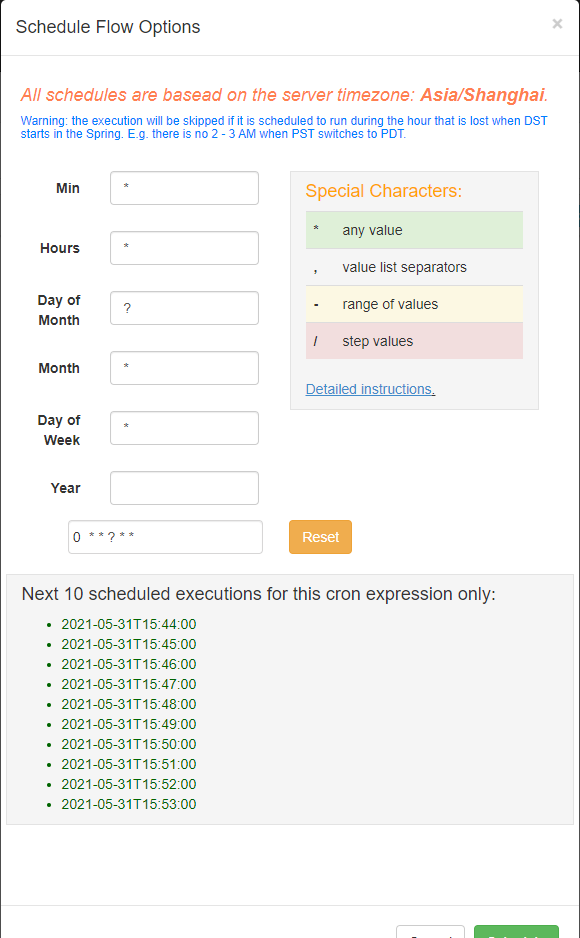 Schedule Flow Options
×
All schedules are basead on the server timezone: Asia/Shanghai.
Warning: the execution will be skipped if it is scheduled to run during the hour that is lost when DST
starts in the Spring. E.g. there is no 2 - 3 AM when PST switches to PDT.
Min
*
Hours
*
Day of
Month
?
Month
*
Day of
Week
*
Year
Special Characters:
* any value
, value list separators
- range of values
/ step values
Detailed instructions.
0 * * ? * *
Reset
Next 10 scheduled executions for this cron expression only:
• 2021-05-31T15:44:00
• 2021-05-31T15:45:00
• 2021-05-31T15:46:00
• 2021-05-31T15:47:00
• 2021-05-31T15:48:00
• 2021-05-31T15:49:00
• 2021-05-31T15:50:00
• 2021-05-31T15:51:00
• 2021-05-31T15:52:00
• 2021-05-31T15:53:00